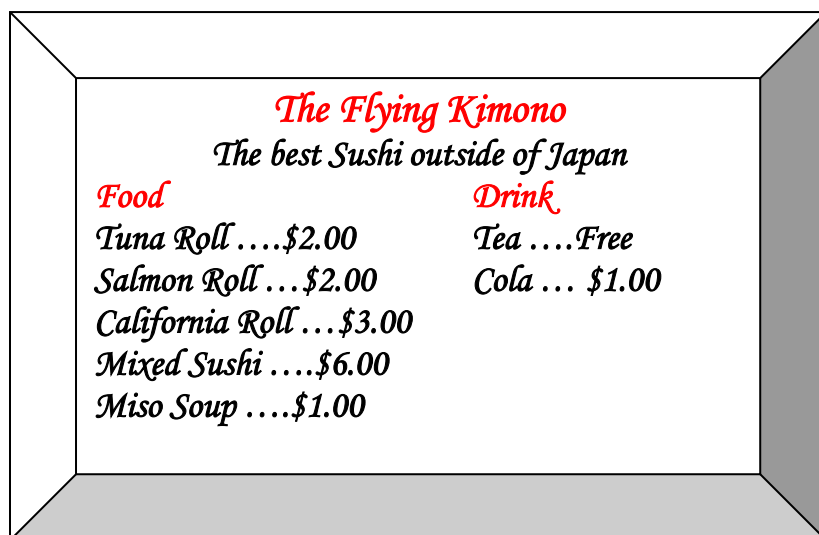 The Flying Kimono
The best Sushi outside of Japan
Food
Tuna Roll ….$2.00
Salmon Roll …$2.00
California Roll …$3.00
Mixed Sushi ….$6.00
Miso Soup ….$1.00
Drink
Tea ….Free
Cola … $1.00